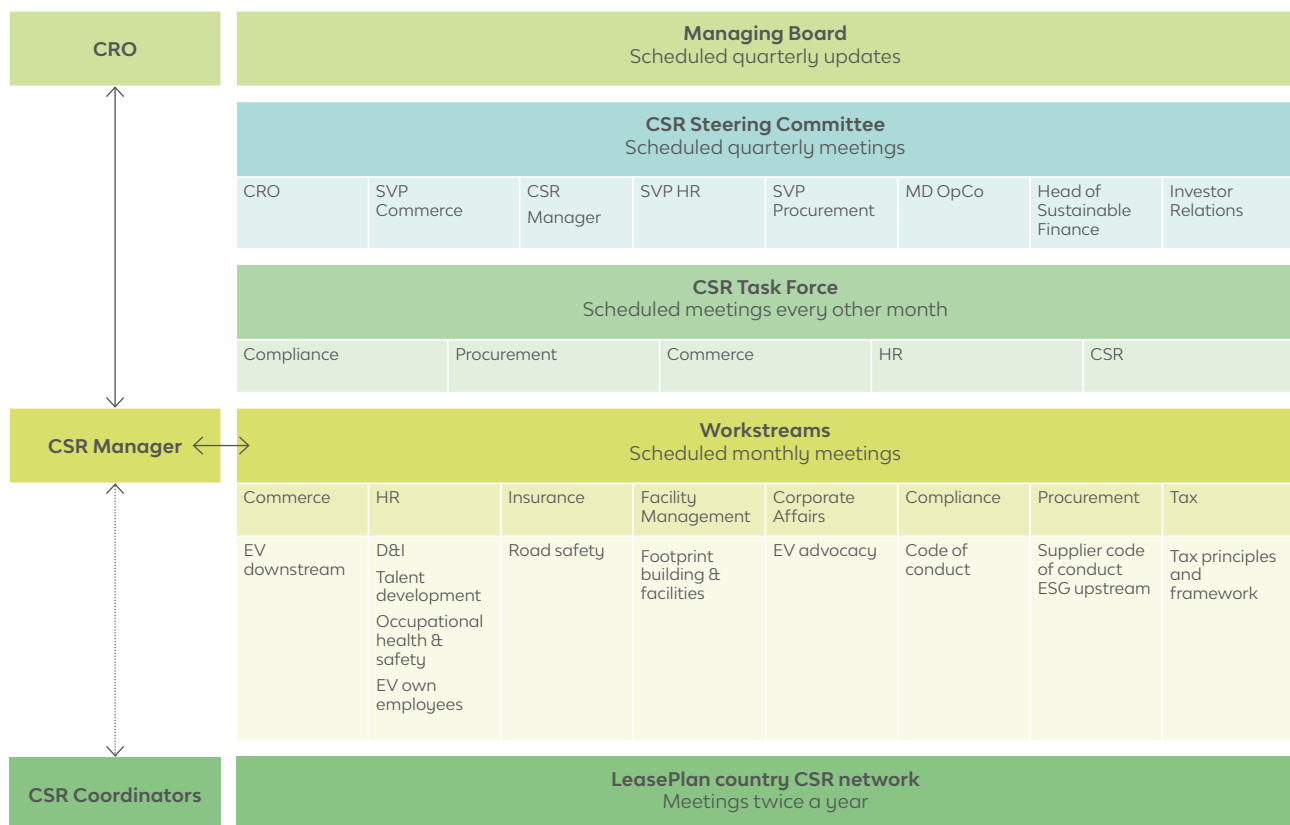 CRO
Managing Board
Scheduled quarterly updates
CSR Steering Committee
Scheduled quarterly meetings
CRO
SVP
Commerce
CSR
Manager
SVP HR
SVP
Procurement
MD OpCo
Head of
Sustainable
Finance
Investor
Relations
CSR Task Force
Scheduled meetings every other month
Compliance
Procurement
Commerce
HR
CSR
CSR Manager
Workstreams
Scheduled monthly meetings
Commerce
HR
Insurance
Facility
Management
Corporate
Affairs
Compliance
Procurement
Tax
EV
downstream
D&I
Talent
development
Occupational
health &
safety
EV own
employees
Road safety
Footprint
building &
facilities
EV advocacy
Code of
conduct
Supplier code
of conduct
ESG upstream
Tax principles
and
framework
CSR Coordinators
LeasePlan country CSR network
Meetings twice a year